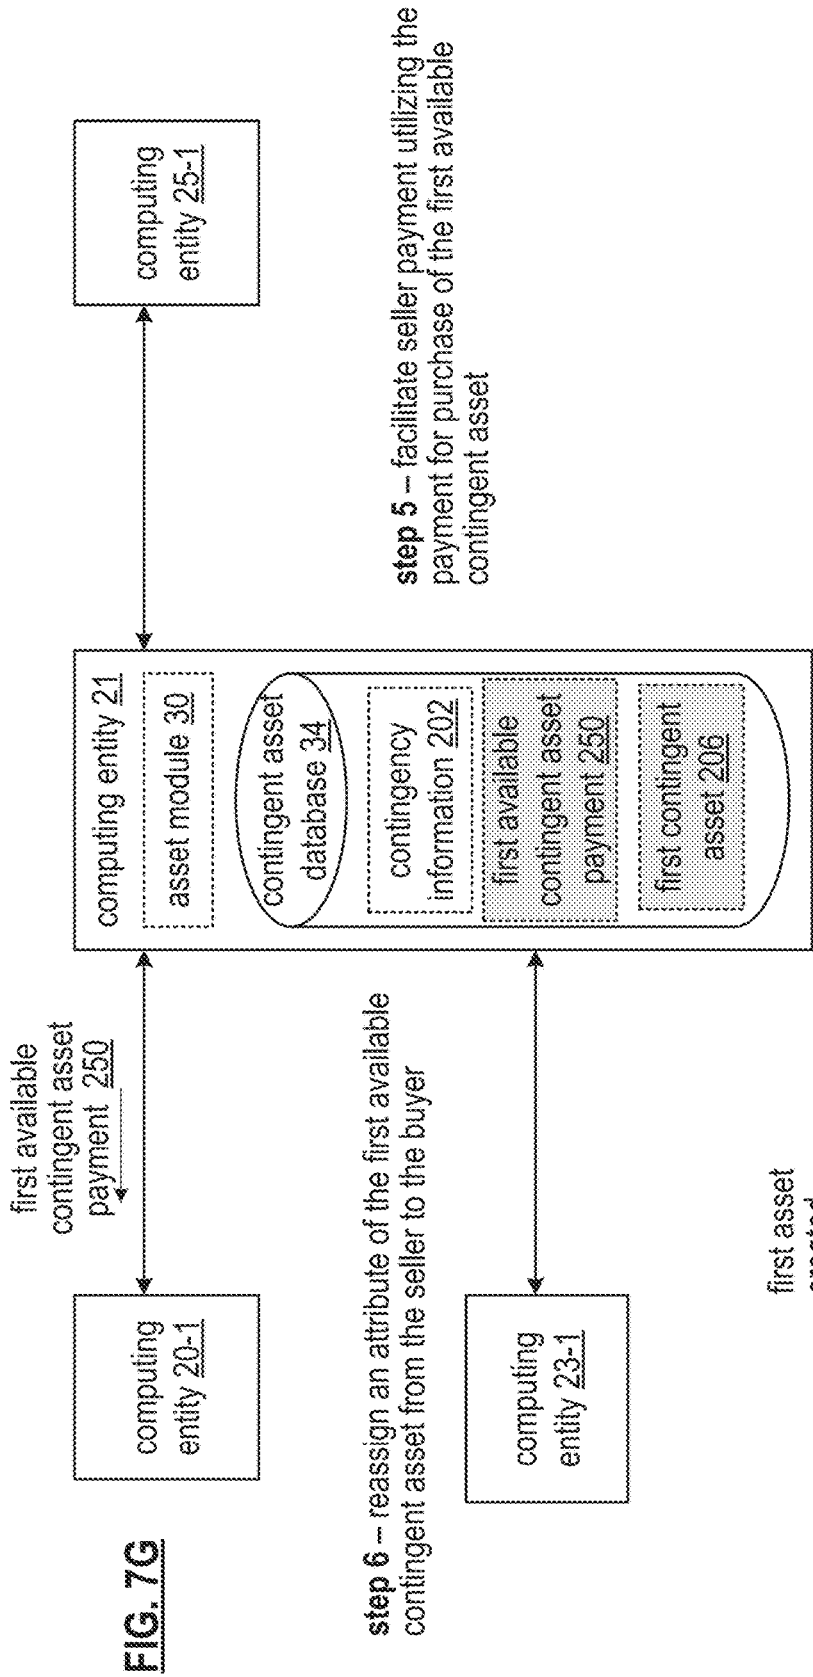 FIG. 7G
first available
contingent asset
payment 250
computing
entity 20-1
computing entity 21
asset module 30
contingent asset
database 34
contingency
information 202
first available
contingent asset
payment 250
first contingent
asset 206
computing
entity 25-1
step 6 – reassign an attribute of the first available
contingent asset from the seller to the buyer
step 5 – facilitate seller payment utilizing the
payment for purchase of the first available
contingent asset
computing
entity 23-1
first asset